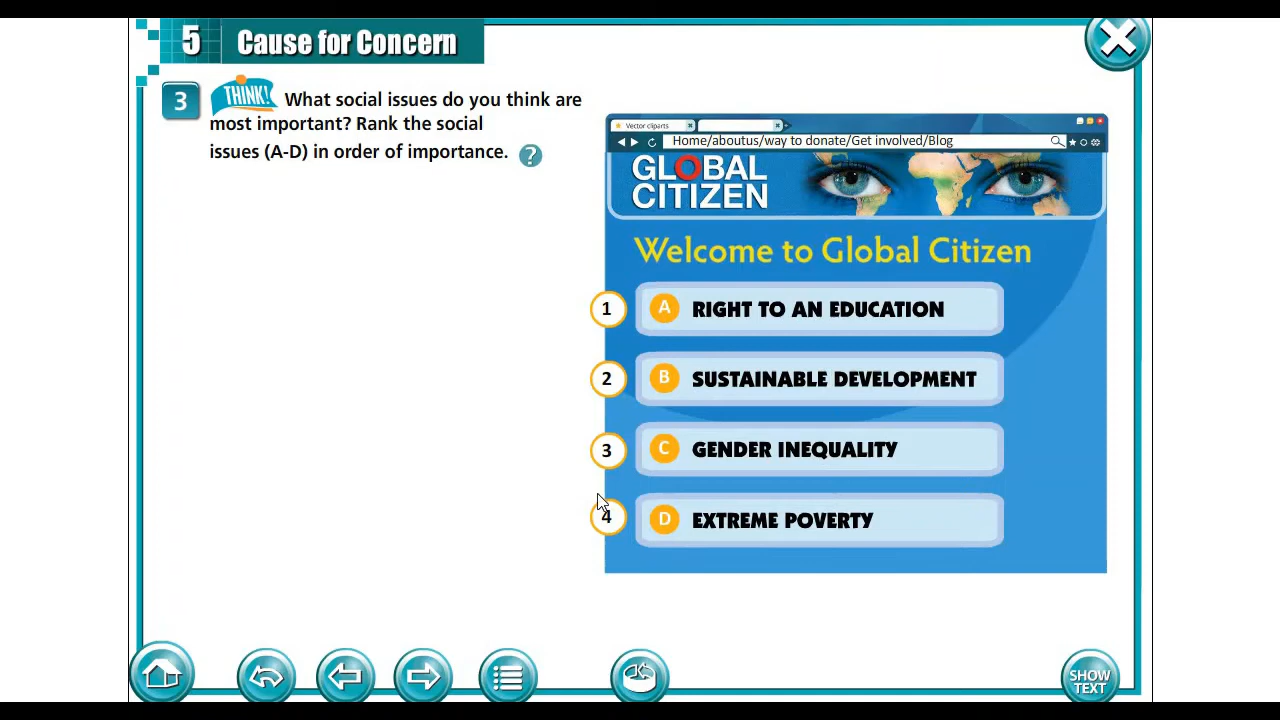 5 Cause for Concern
3 THINK! What social issues do you think are
most important? Rank the social
issues (A-D) in order of importance. ?
Vector cliparts
Home/aboutus/way to donate/Get involved/Blog
GLOBAL
CITIZEN
Welcome to Global Citizen
1 A RIGHT TO AN EDUCATION
2 B SUSTAINABLE DEVELOPMENT
3 C GENDER INEQUALITY
4 D EXTREME POVERTY
SHOW
TEXT